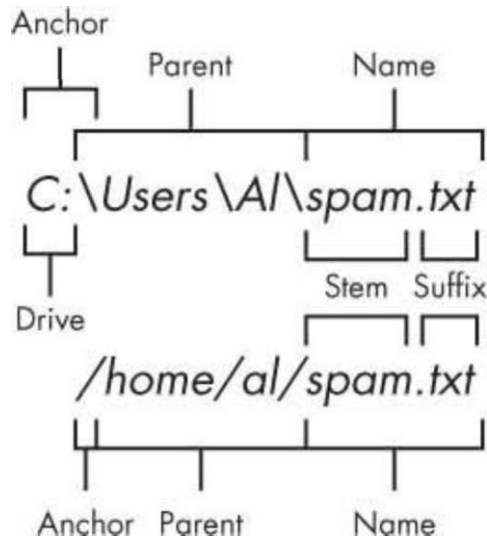 Anchor
Parent Name
C:\Users\Al\spam.txt
Stem Suffix
Drive
/home/al/spam.txt
Anchor Parent Name